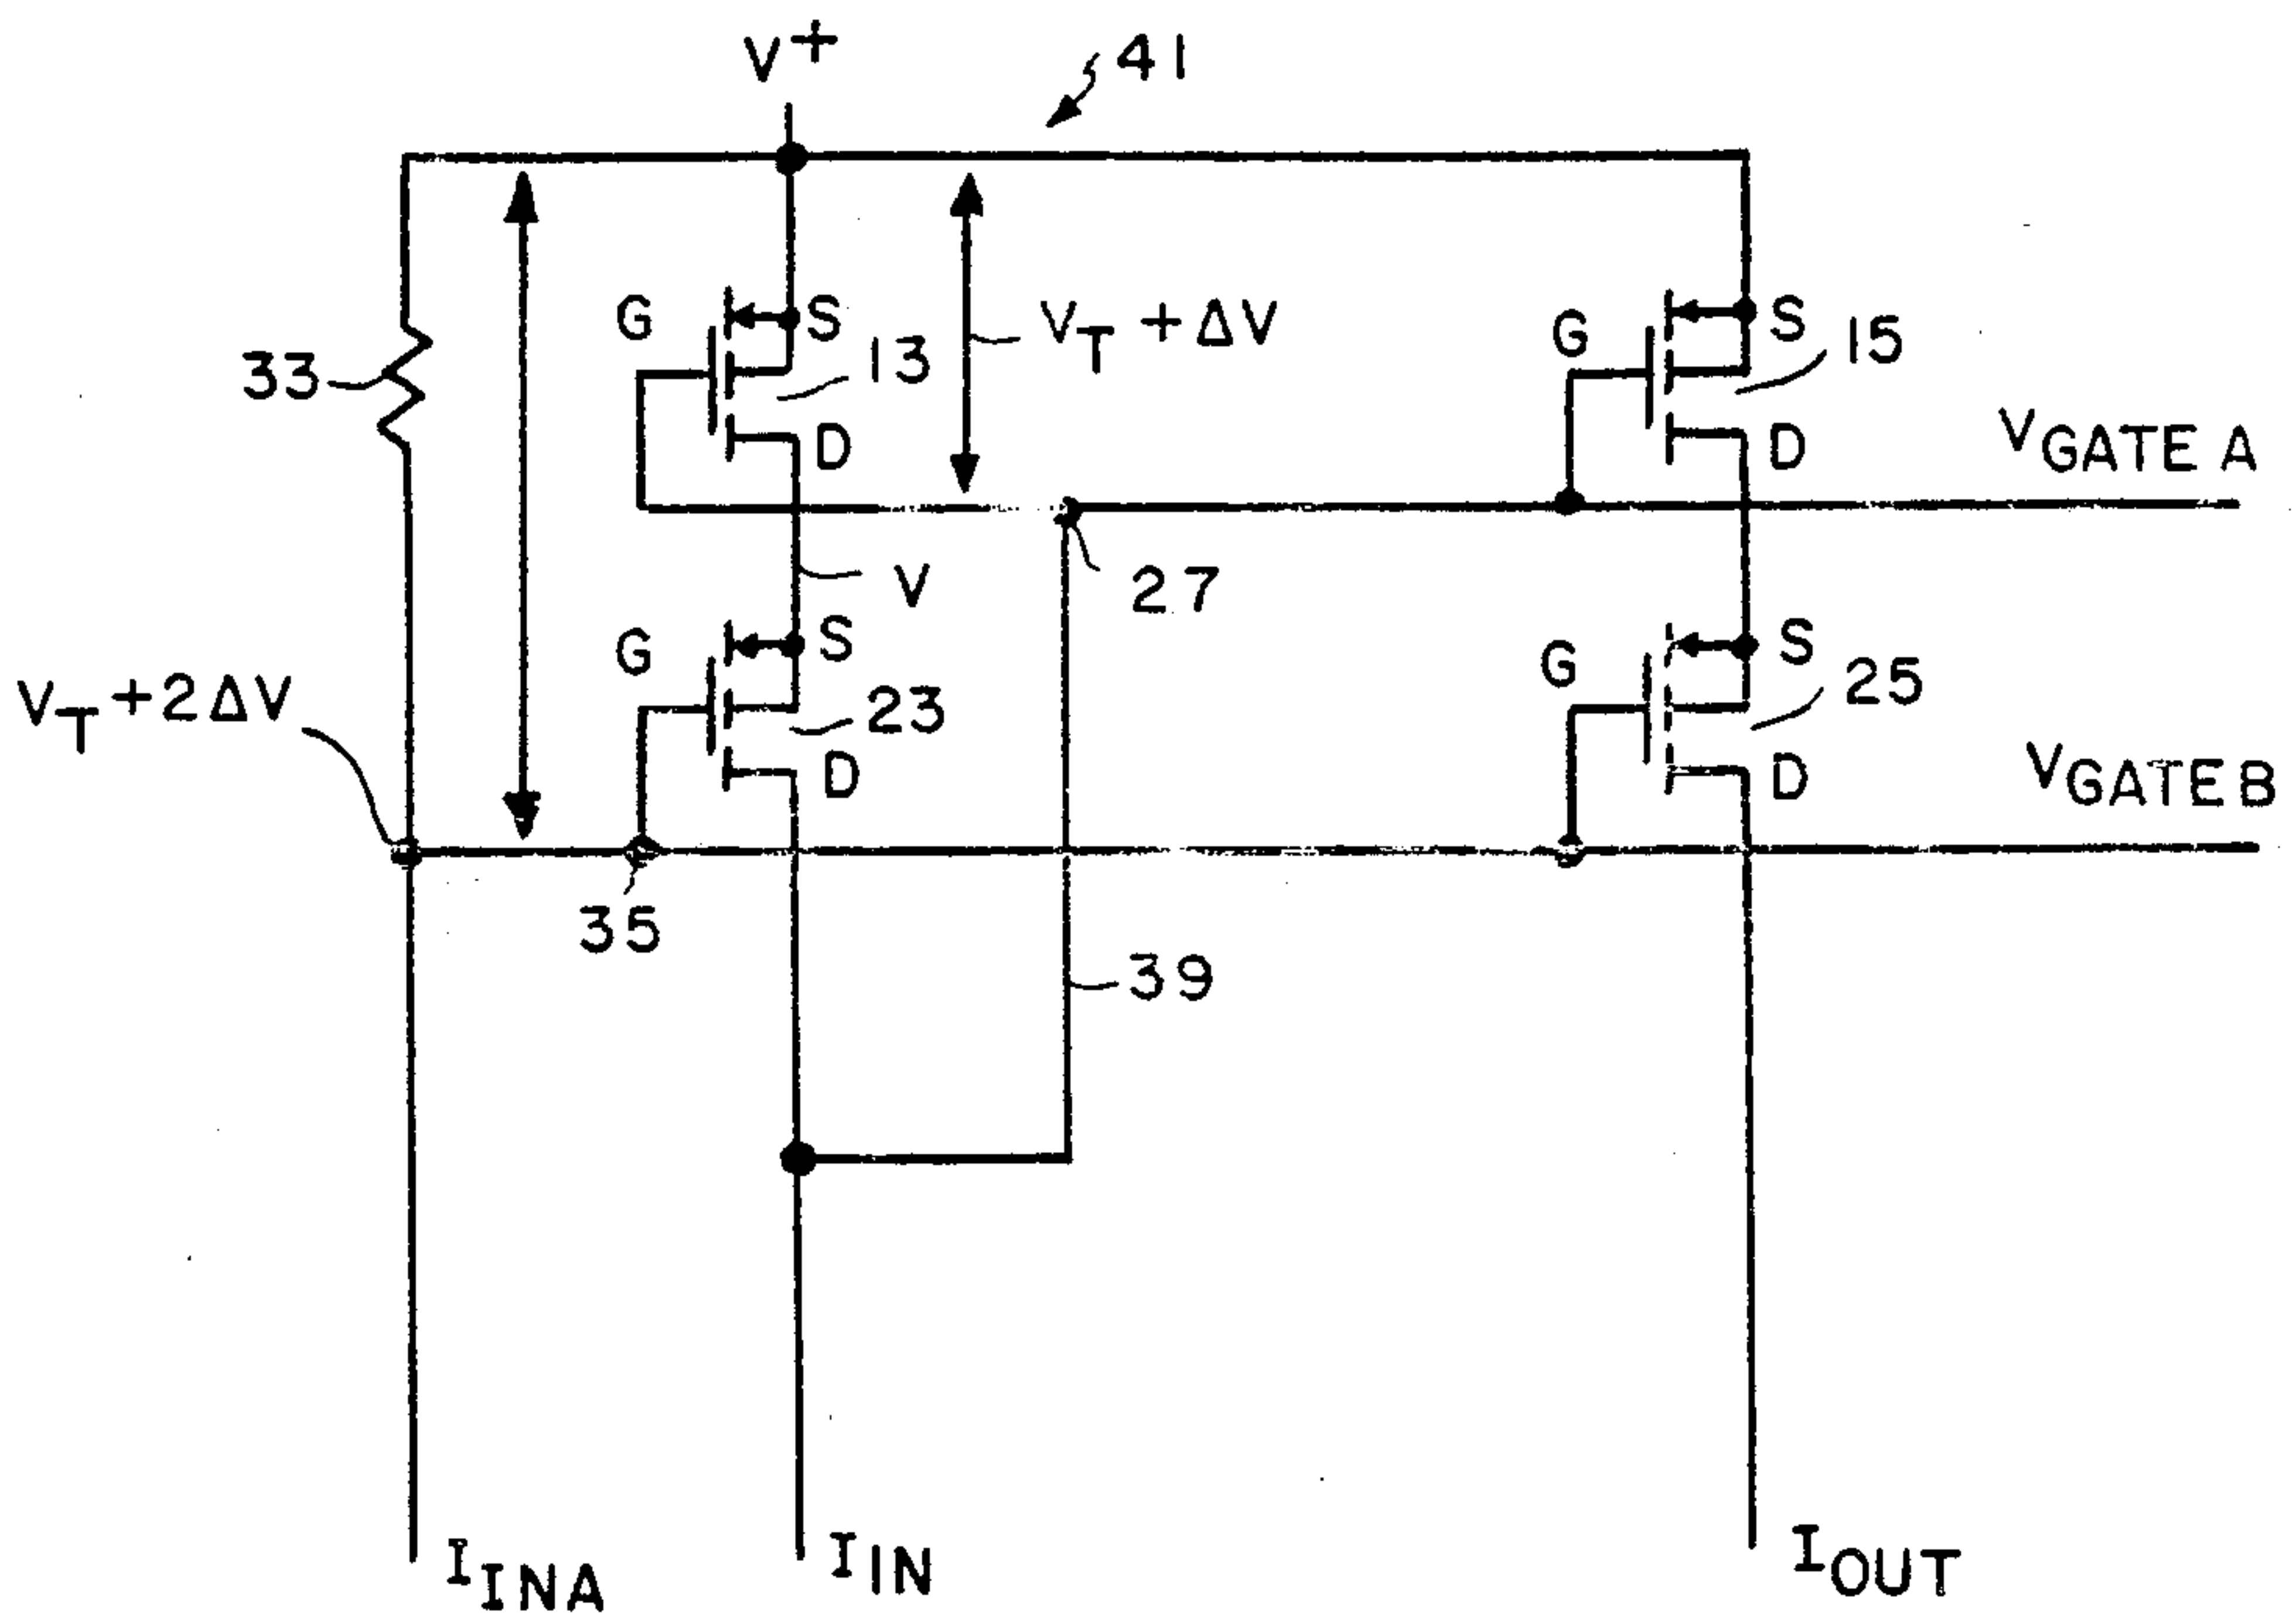 V+
41
G
S
13
D
33
VT + ΔV
G
S
15
D
VGATE A
V
27
G
S
23
D
VT + 2ΔV
G
S
25
D
VGATE B
35
39
IINA
IIN
IOUT